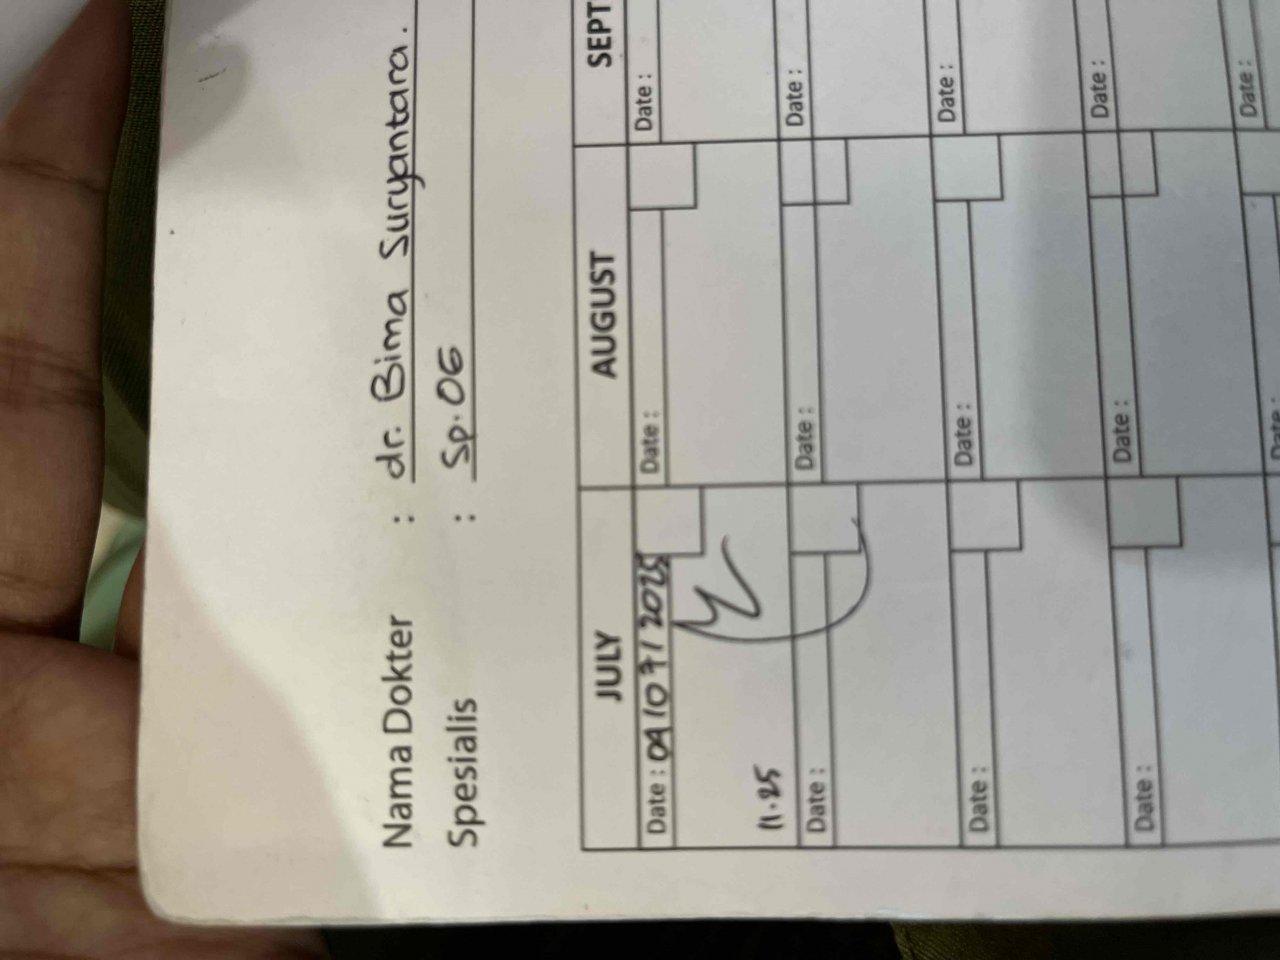 Nama Dokter : dr. Bima Suryantara.
Spesialis : Sp.OG
JULY AUGUST SEPT
Date : 09/07/2025 Date : Date :
11.25
Date : Date : Date :
Date : Date : Date :
Date : Date : Date :
Date : Date :